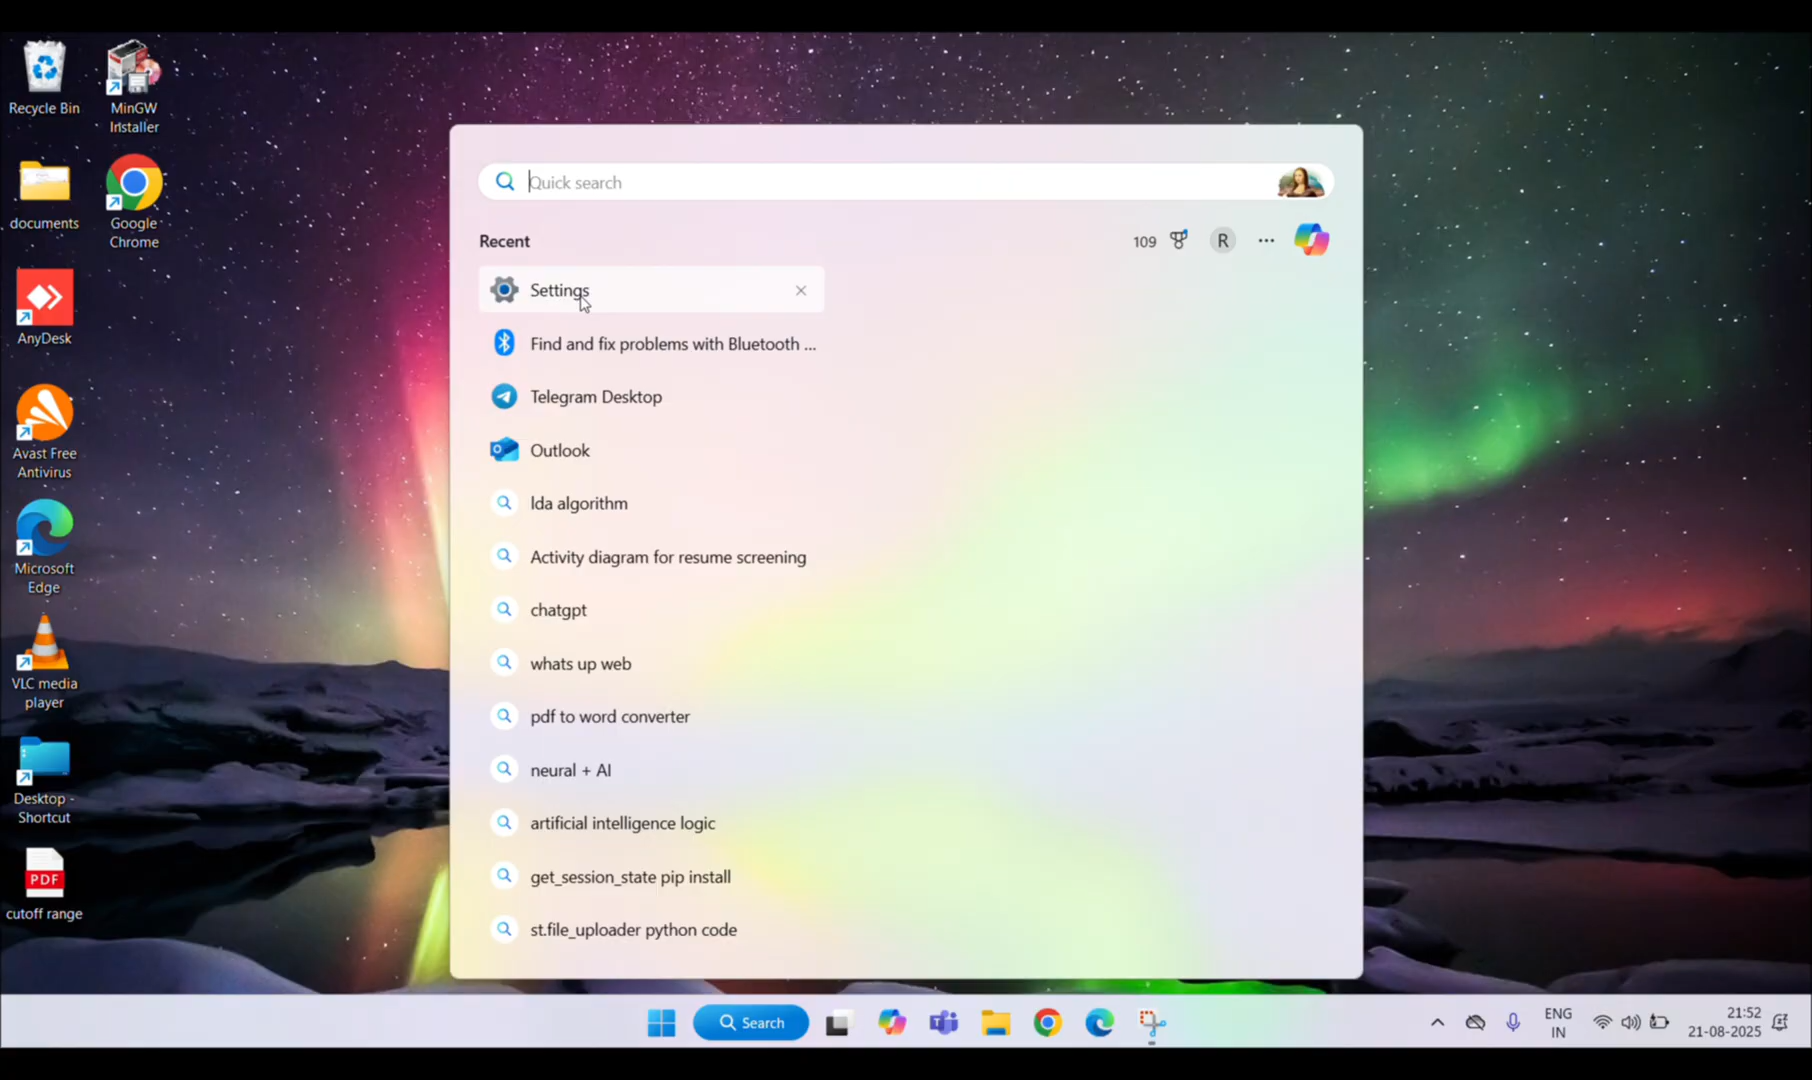 Recycle Bin
MinGW
Installer
documents
Google
Chrome
AnyDesk
Avast Free
Antivirus
Microsoft
Edge
VLC media
player
Desktop -
Shortcut
PDF
cutoff range
Quick search
Recent
109
R
Settings
Find and fix problems with Bluetooth ...
Telegram Desktop
Outlook
lda algorithm
Activity diagram for resume screening
chatgpt
whats up web
pdf to word converter
neural + AI
artificial intelligence logic
get_session_state pip install
st.file_uploader python code
Search
ENG
IN
21:52
21-08-2025